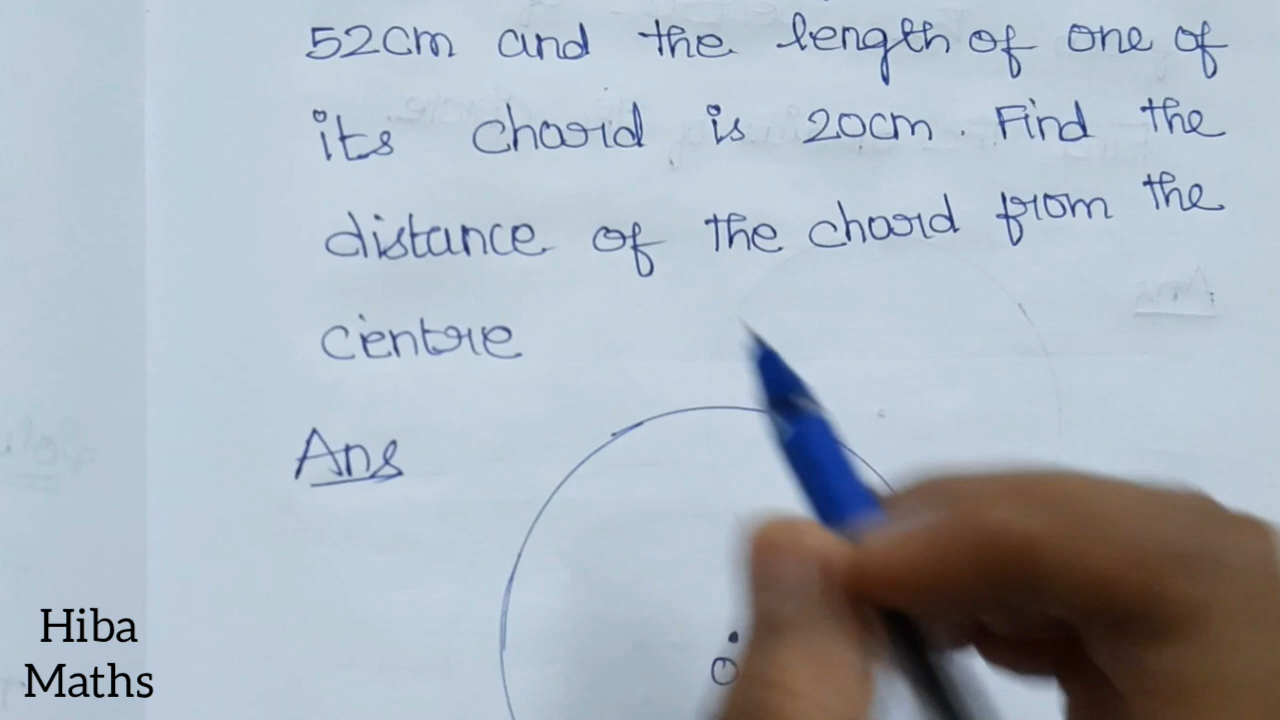 52cm and the length of one of
its chord is 20cm. Find the
distance of the chord from the
centre
Ans
O
Hiba
Maths